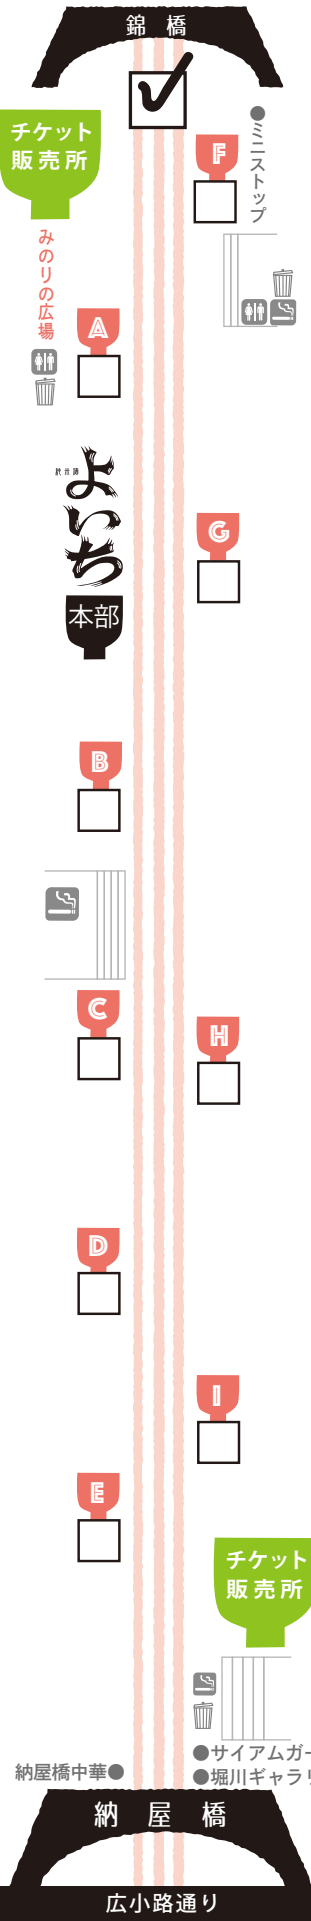 錦橋
チケット
販売所
F
●ミニストップ
みのりの広場
A
よいち
本部
G
B
C
H
D
I
E
チケット
販売所
●サイアムガー
●堀川ギャラリ
納屋橋中華●
納屋橋
広小路通り